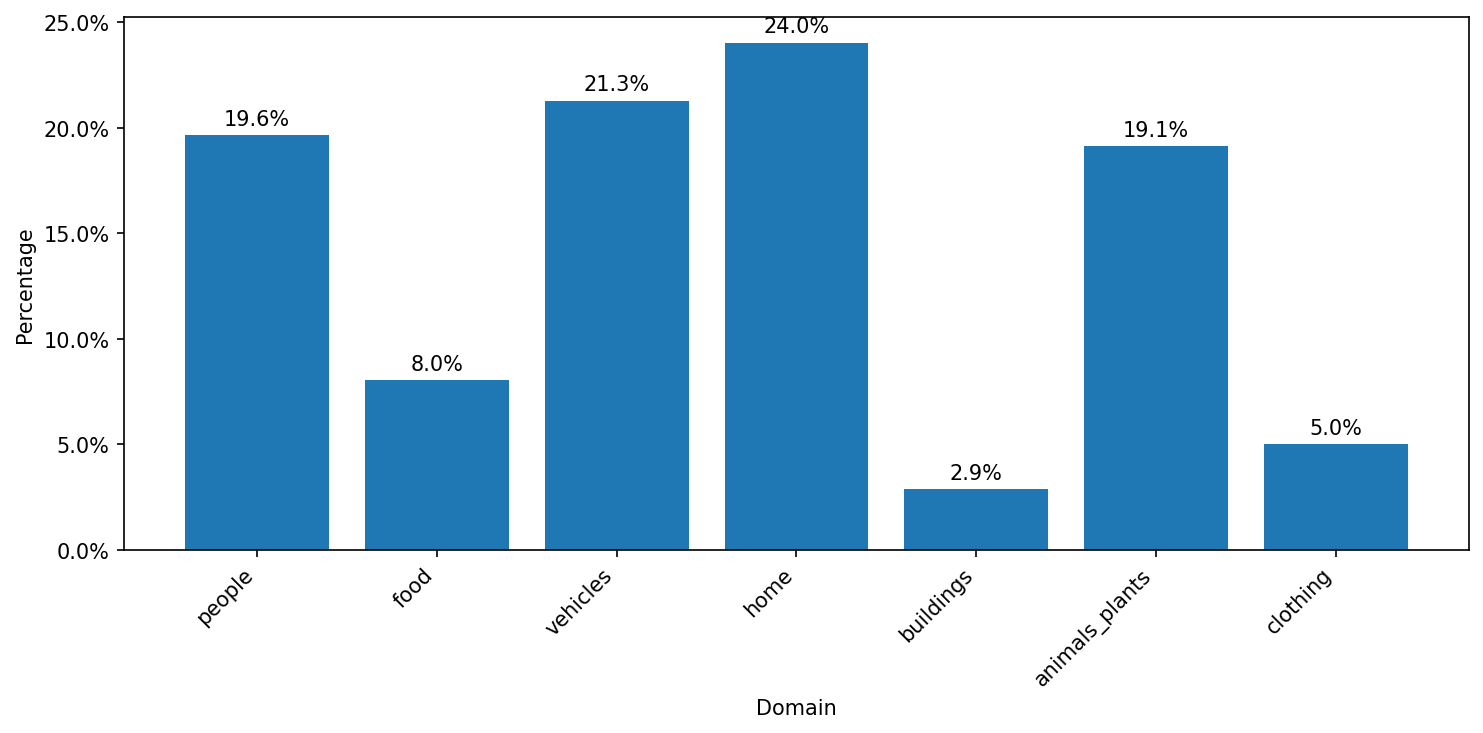 25.0%
20.0%
15.0%
10.0%
5.0%
0.0%
Percentage
19.6%
8.0%
21.3%
24.0%
2.9%
19.1%
5.0%
people
food
vehicles
home
buildings
animals_plants
clothing
Domain